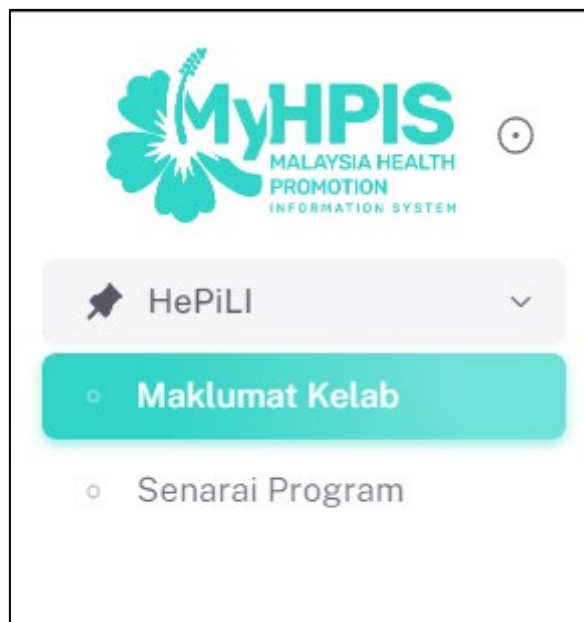 MyHPIS
MALAYSIA HEALTH
PROMOTION
INFORMATION SYSTEM
HePiLI
Maklumat Kelab
Senarai Program